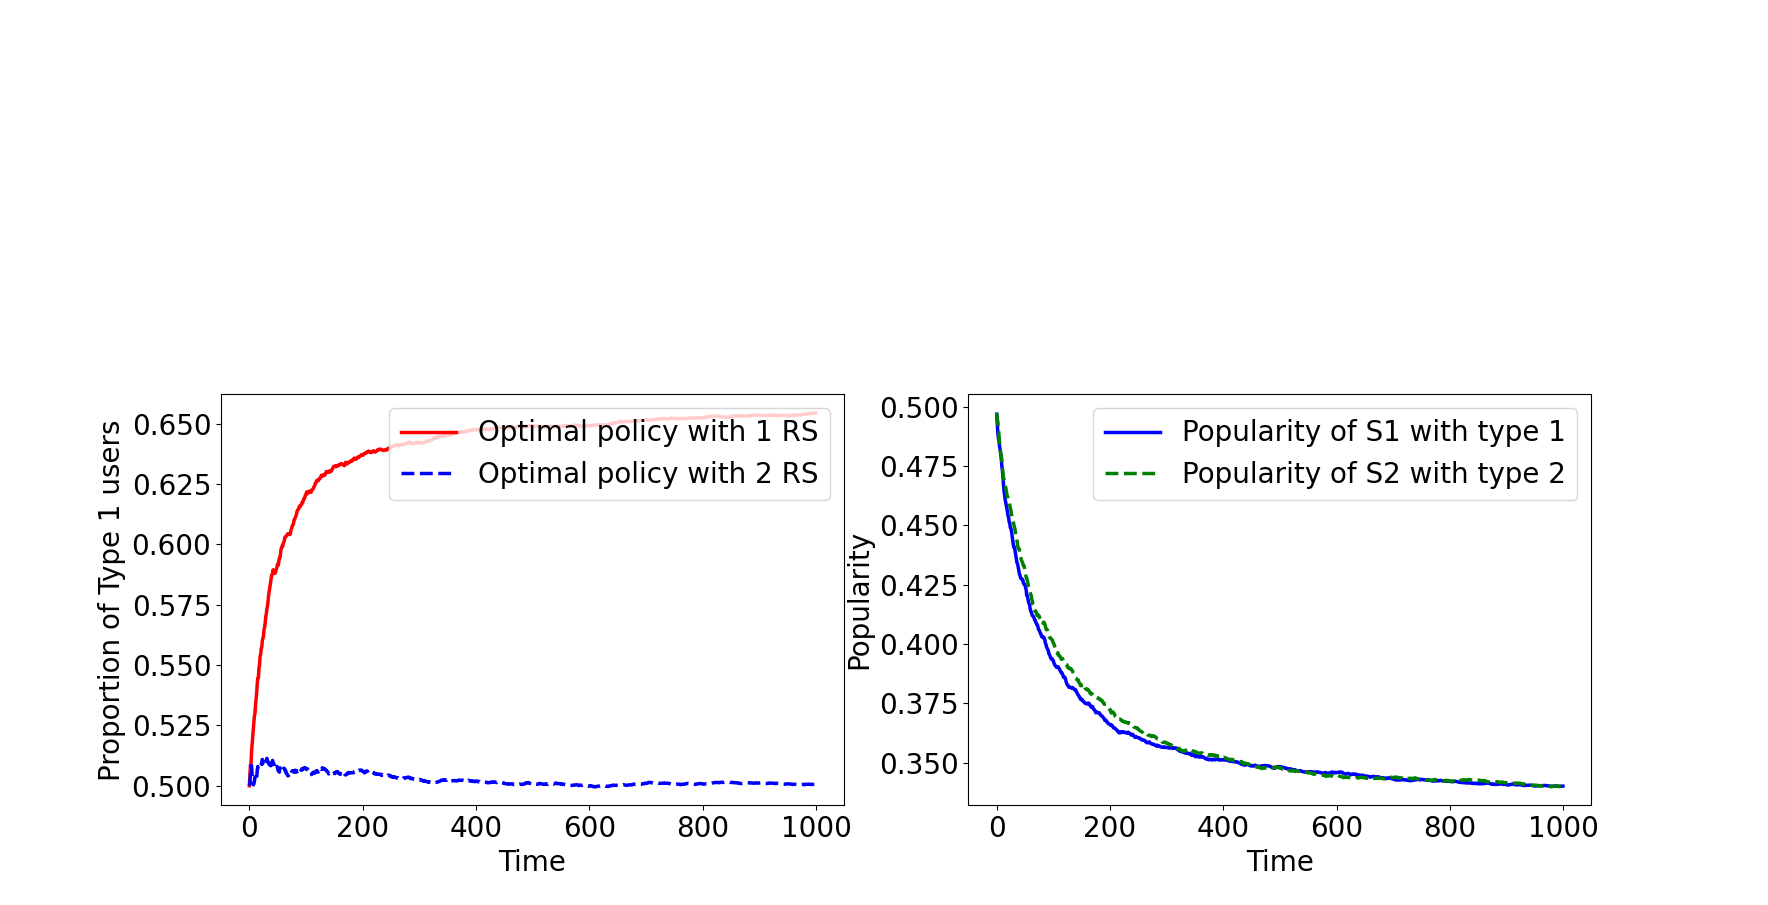 Proportion of Type 1 users
0.650
0.625
0.600
0.575
0.550
0.525
0.500
Optimal policy with 1 RS
Optimal policy with 2 RS
0 200 400 600 800 1000
Time
Popularity
0.500
0.475
0.450
0.425
0.400
0.375
0.350
Popularity of S1 with type 1
Popularity of S2 with type 2
0 200 400 600 800 1000
Time